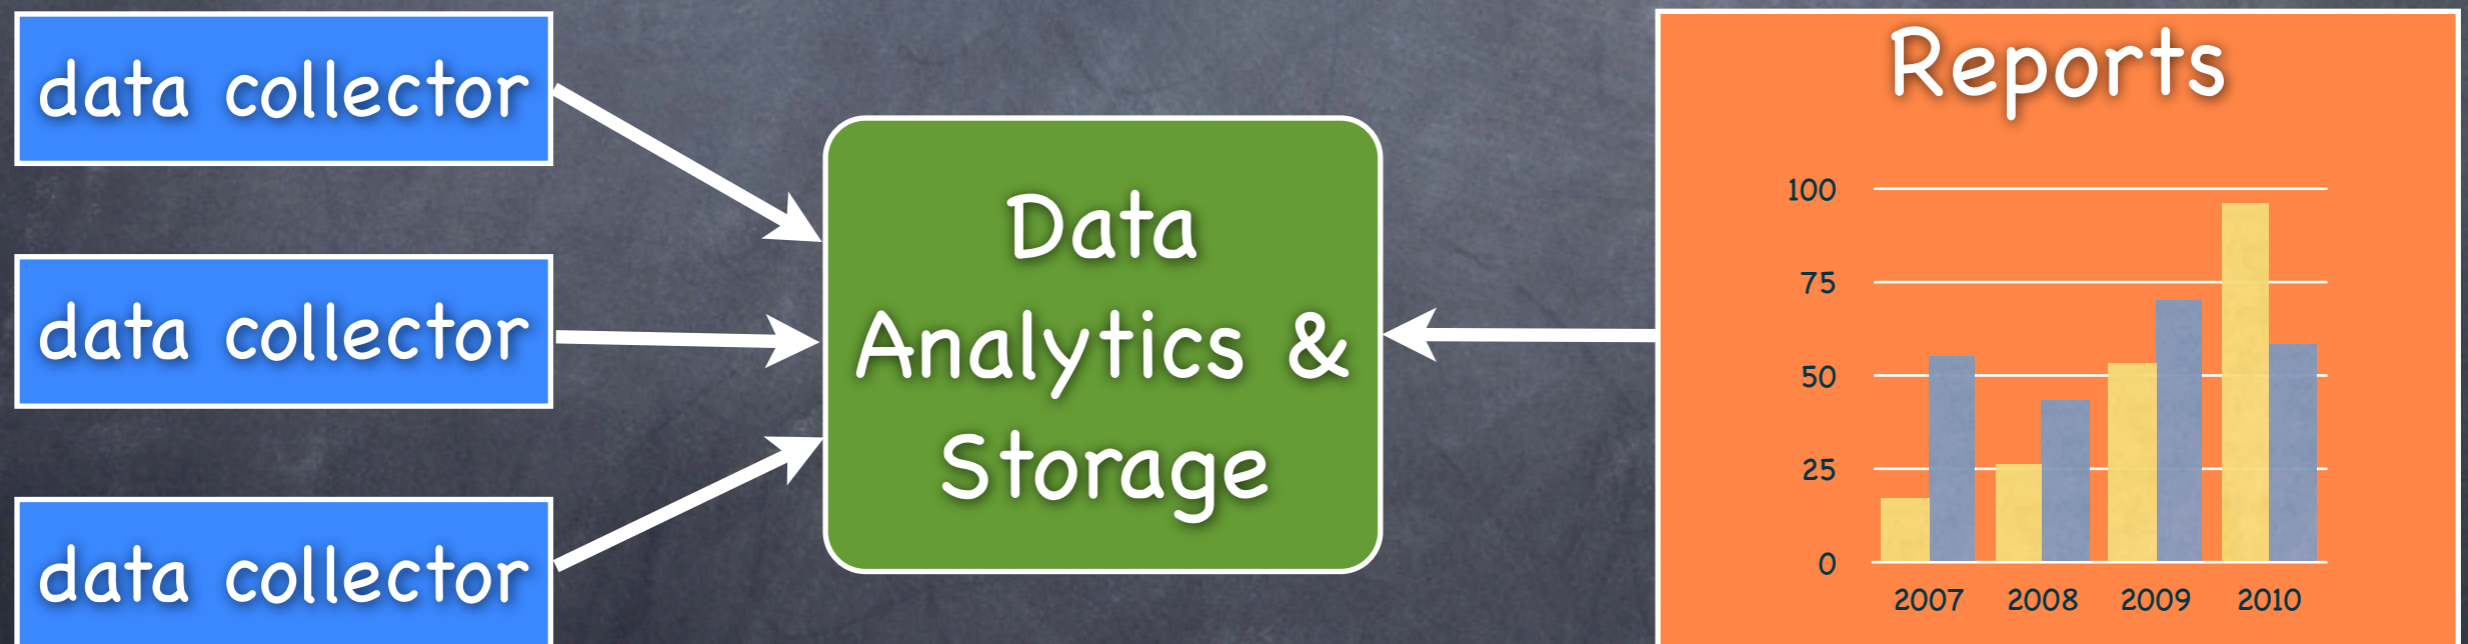 data collector
data collector
data collector
Data
Analytics &
Storage
Reports
100
75
50
25
0
2007 2008 2009 2010